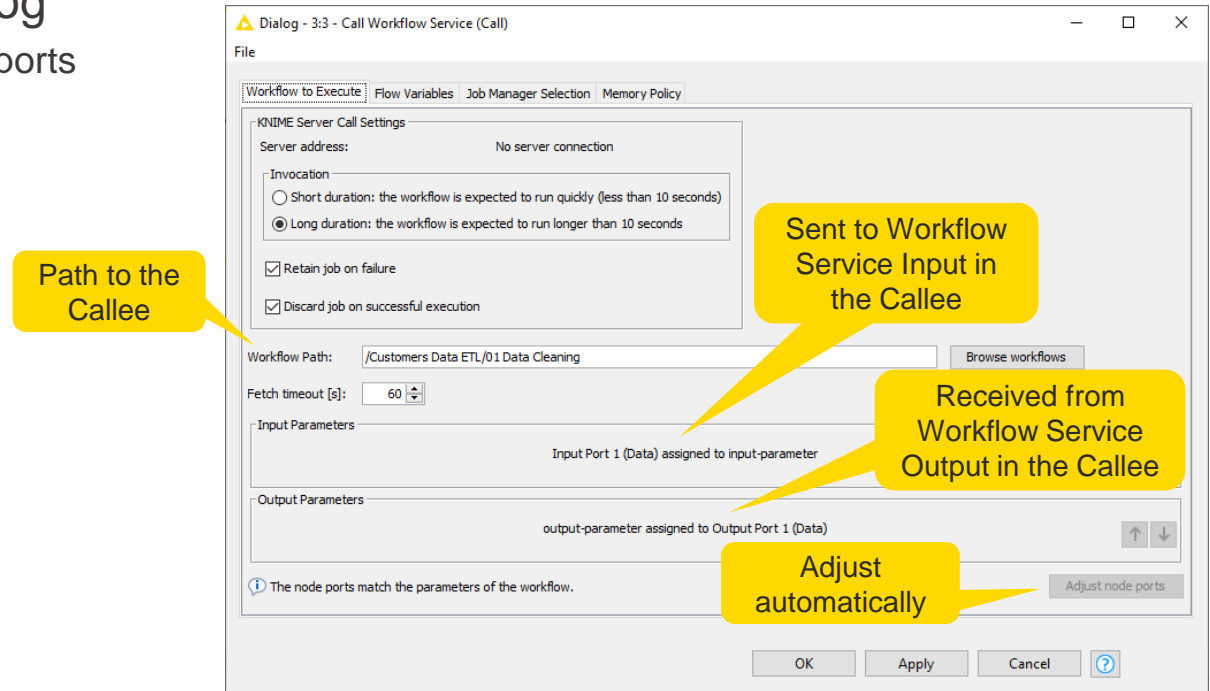 Dialog - 3:3 - Call Workflow Service (Call)
File
ports
Workflow to Execute Flow Variables Job Manager Selection Memory Policy
KNIME Server Call Settings
Server address: No server connection
Invocation
Short duration: the workflow is expected to run quickly (less than 10 seconds)
Long duration: the workflow is expected to run longer than 10 seconds
Retain job on failure
Discard job on successful execution
Path to the
Callee
Sent to Workflow
Service Input in
the Callee
Workflow Path: /Customers Data ETL/01 Data Cleaning Browse workflows
Fetch timeout [s]: 60
Received from
Workflow Service
Output in the Callee
Input Parameters
Input Port 1 (Data) assigned to input-parameter
Output Parameters
output-parameter assigned to Output Port 1 (Data)
Adjust
automatically
The node ports match the parameters of the workflow. Adjust node ports
OK Apply Cancel ?